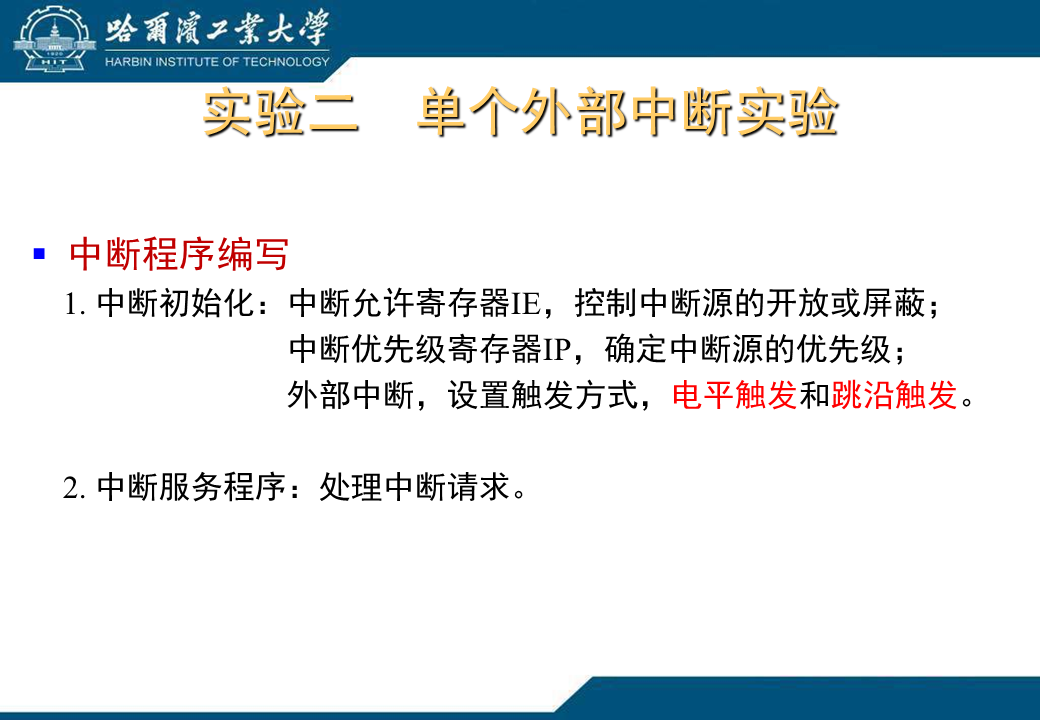 哈爾濱工業大學
HARBIN INSTITUTE OF TECHNOLOGY
1920
HIT
实验二 单个外部中断实验
▪ 中断程序编写
1. 中断初始化：中断允许寄存器IE，控制中断源的开放或屏蔽；
中断优先级寄存器IP，确定中断源的优先级；
外部中断，设置触发方式，电平触发和跳沿触发。
2. 中断服务程序：处理中断请求。